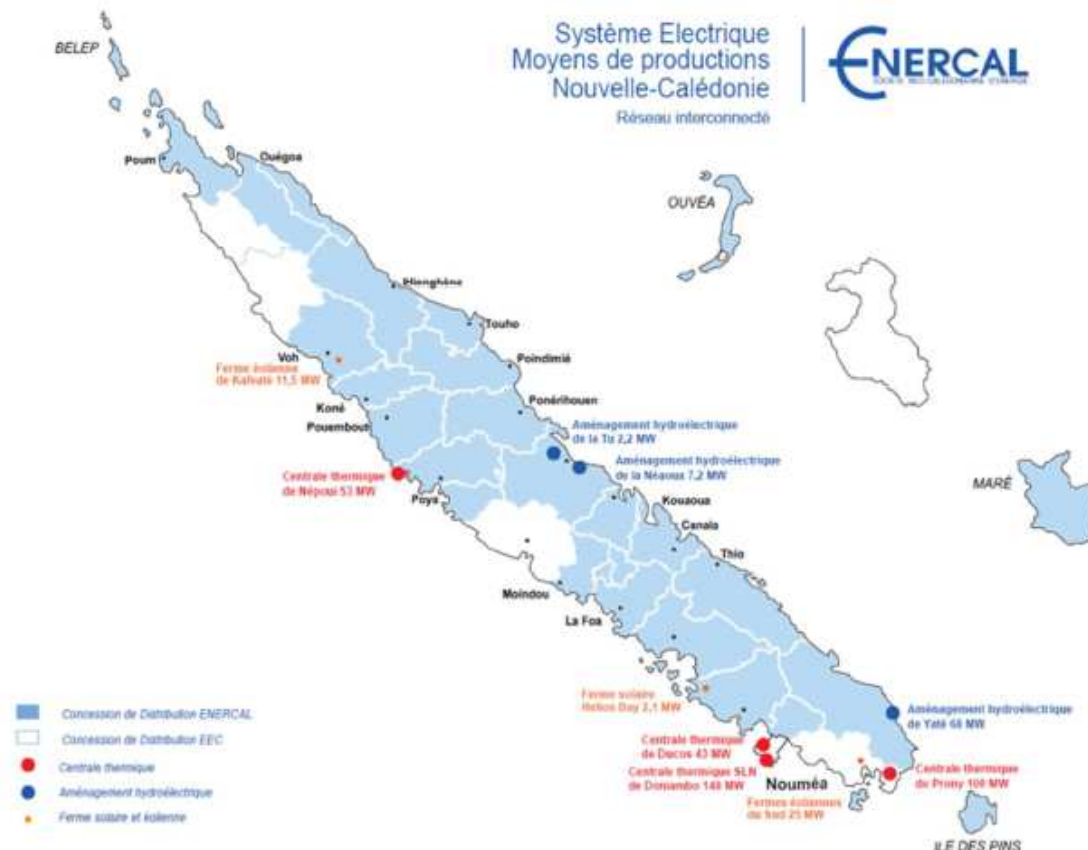 Système Electrique
Moyens de productions
Nouvelle-Calédonie
Réseau interconnecté
ENERCAL
BELEP
Poum
Ouégoa
OUVÉA
Hienghène
Touho
Voh
Poindimié
Ferme éolienne
de Kafeaté 11,5 MW
Koné
Ponérihouen
Pouembout
Aménagement hydroélectrique
de la Tu 2,2 MW
Aménagement hydroélectrique
de la Néaoua 7,2 MW
Centrale thermique
de Népoui 53 MW
Poya
Kouaoua
MARÉ
Canala
Thio
Moindou
La Foa
Ferme solaire
Helios Bay 2,1 MW
Concession de Distribution ENERCAL
Concession de Distribution EEC
Centrale thermique
Aménagement hydroélectrique
Ferme solaire et éolienne
Aménagement hydroélectrique
de Yaté 68 MW
Centrale thermique
de Ducos 43 MW
Centrale thermique SLN
de Doniambo 148 MW
Nouméa
Fermes éoliennes
du Sud 25 MW
Centrale thermique
de Prony 100 MW
ILE DES PINS